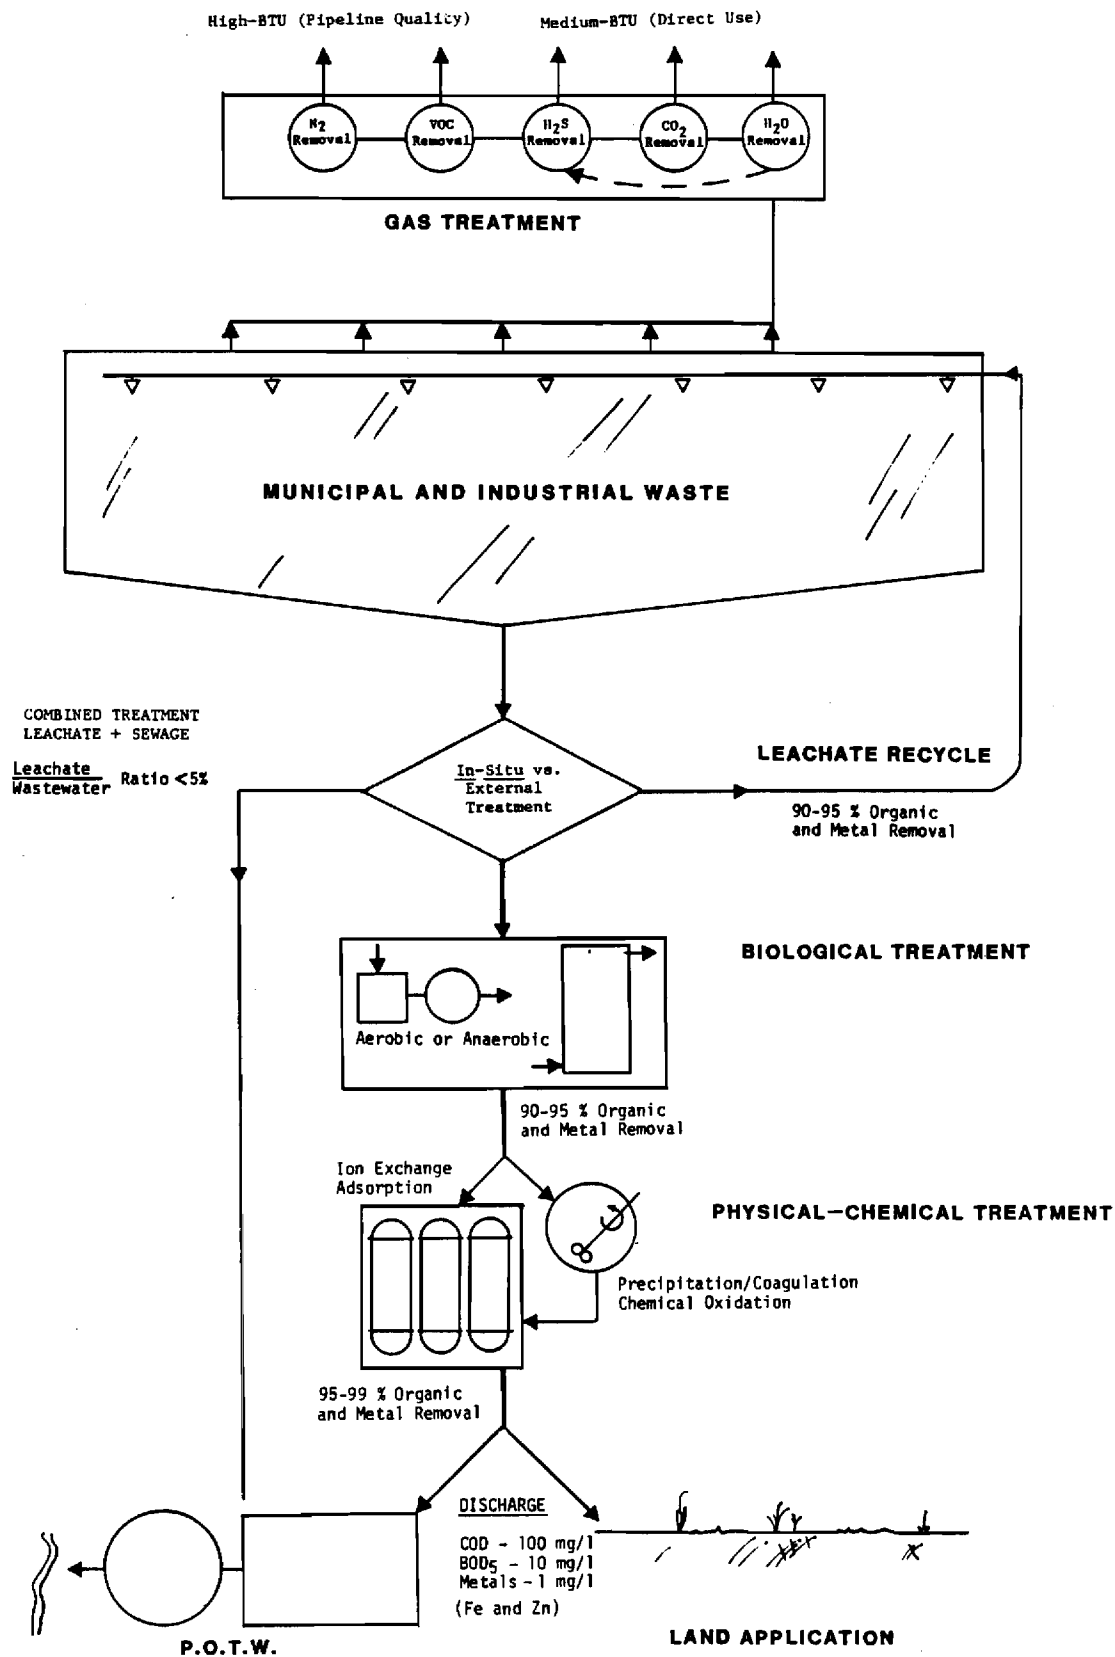 High-BTU (Pipeline Quality)
Medium-BTU (Direct Use)
N2
Removal
VOC
Removal
H2S
Removal
CO2
Removal
H2O
Removal
GAS TREATMENT
MUNICIPAL AND INDUSTRIAL WASTE
COMBINED TREATMENT
LEACHATE + SEWAGE
Leachate
Wastewater Ratio <5%
In-Situ vs.
External
Treatment
LEACHATE RECYCLE
90-95 % Organic
and Metal Removal
BIOLOGICAL TREATMENT
Aerobic or Anaerobic
90-95 % Organic
and Metal Removal
Ion Exchange
Adsorption
PHYSICAL-CHEMICAL TREATMENT
Precipitation/Coagulation
Chemical Oxidation
95-99 % Organic
and Metal Removal
DISCHARGE
COD - 100 mg/l
BOD5 - 10 mg/l
Metals - 1 mg/l
(Fe and Zn)
P.O.T.W.
LAND APPLICATION